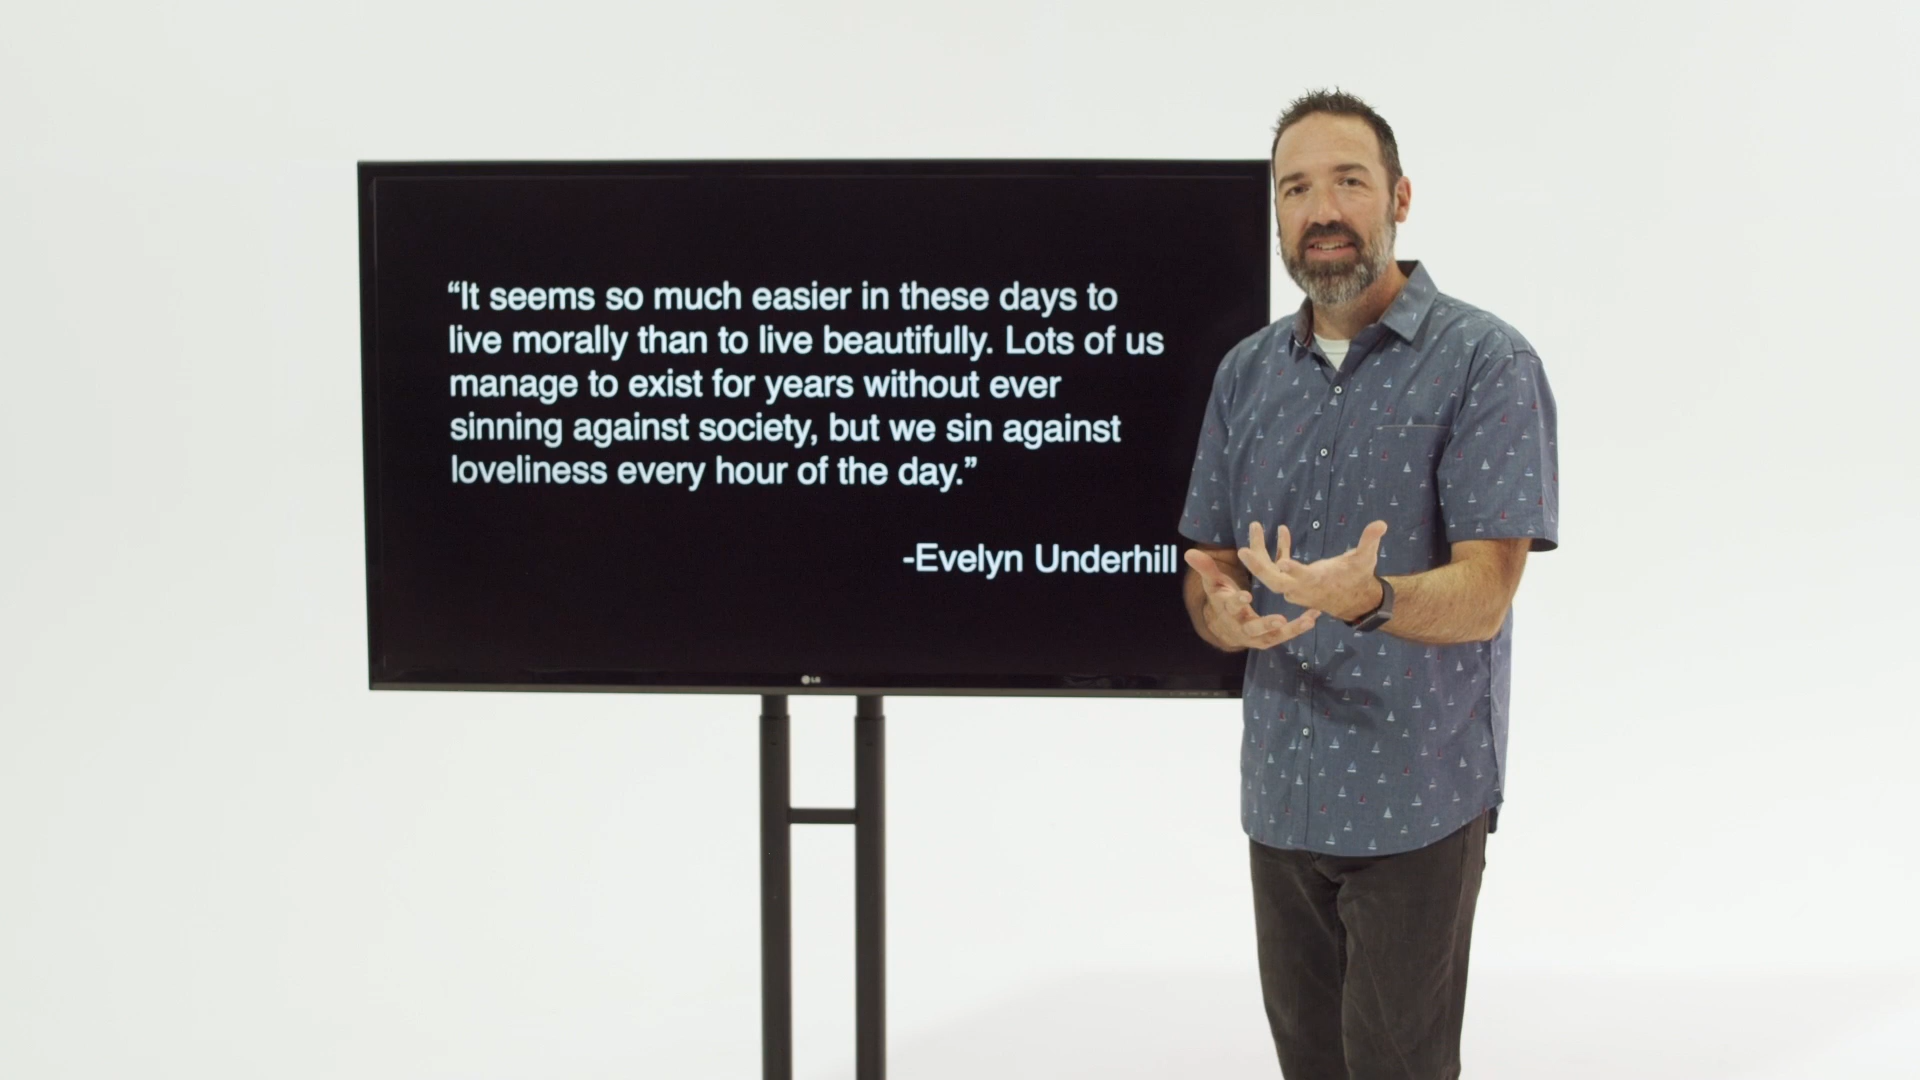 “It seems so much easier in these days to
live morally than to live beautifully. Lots of us
manage to exist for years without ever
sinning against society, but we sin against
loveliness every hour of the day.”
-Evelyn Underhill
LG